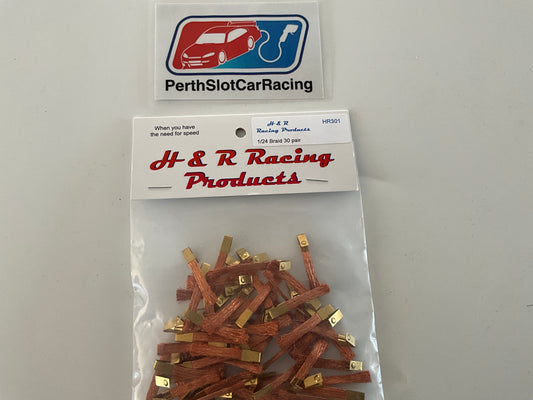 PerthSlotCarRacing
When you have
the need for speed
H & R
Racing Products
HR301
1/24 Braid 30 pair
H & R Racing
Products